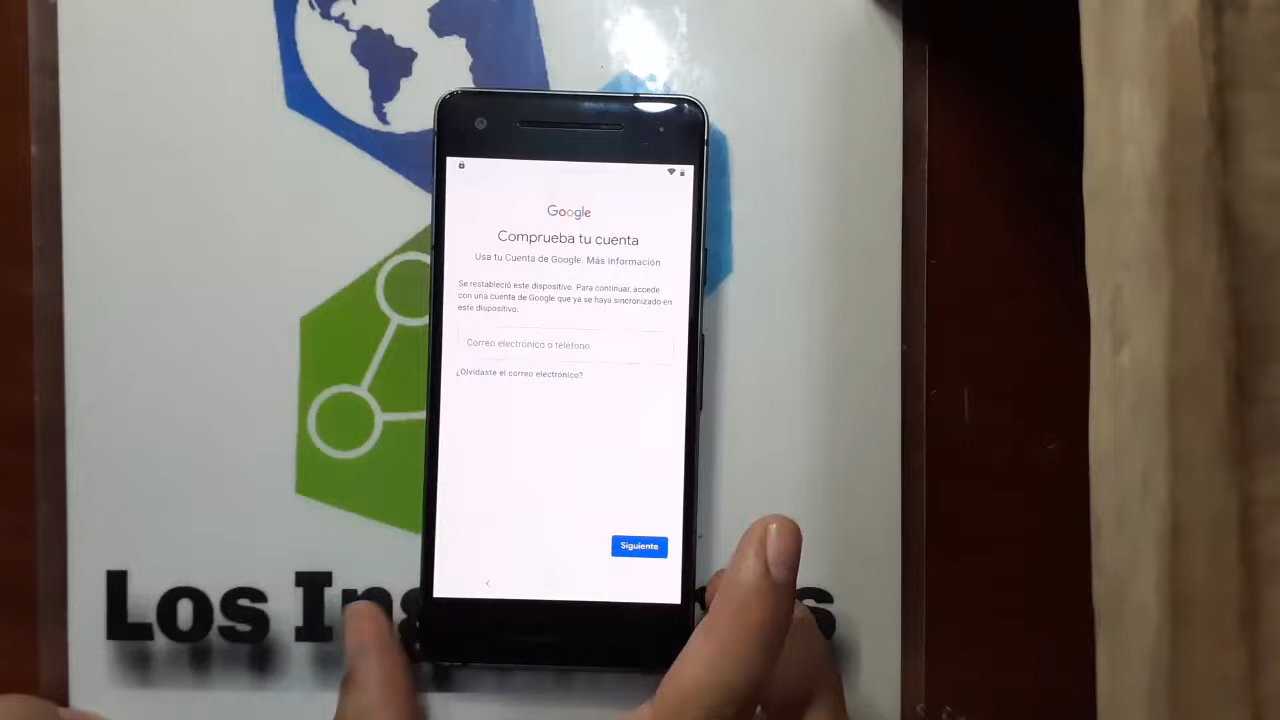 Google
Comprueba tu cuenta
Usa tu Cuenta de Google. Más información
Se restableció este dispositivo. Para continuar, accede
con una cuenta de Google que ya se haya sincronizado en
este dispositivo.
Correo electrónico o teléfono
¿Olvidaste el correo electrónico?
Siguiente
Los